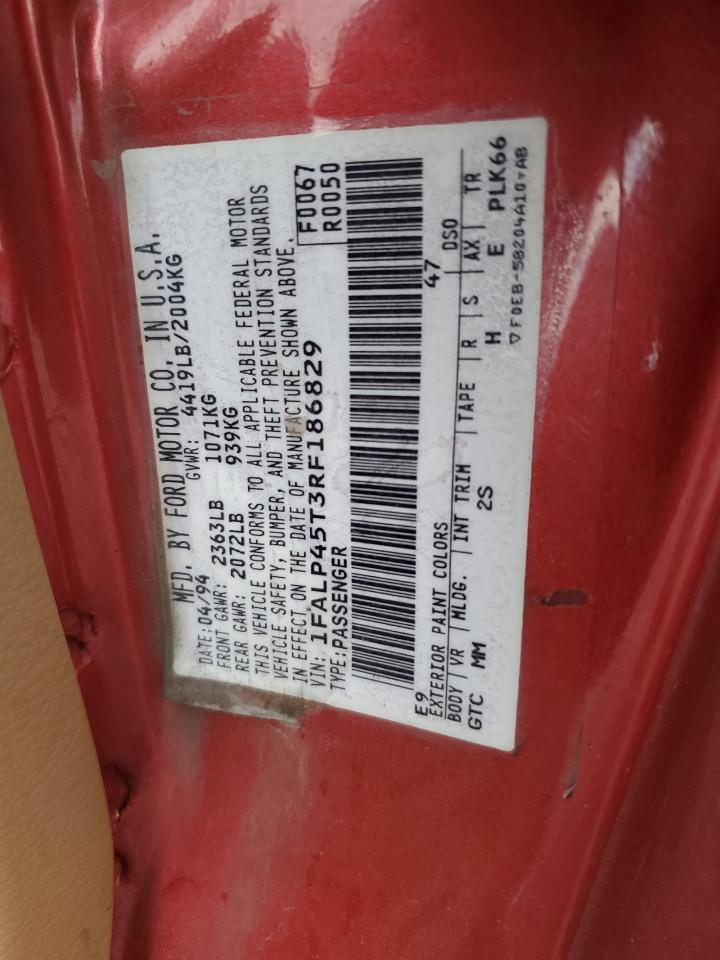 MFD. BY FORD MOTOR CO. IN U.S.A.
DATE: 04/94 GVWR: 4419LB/2004KG
FRONT GAWR: 2363LB 1071KG
REAR GAWR: 2072LB 939KG
THIS VEHICLE CONFORMS TO ALL APPLICABLE FEDERAL MOTOR
VEHICLE SAFETY, BUMPER, AND THEFT PREVENTION STANDARDS
IN EFFECT ON THE DATE OF MANUFACTURE SHOWN ABOVE.
VIN: 1FALP45T3RF186829 F0067
TYPE: PASSENGER R0050
E9 47
EXTERIOR PAINT COLORS DSO
BODY VR MLDG. INT TRIM TAPE R S AX TR
GTC MM 2S H E PLK66
▽F0EB-58204A10-AB